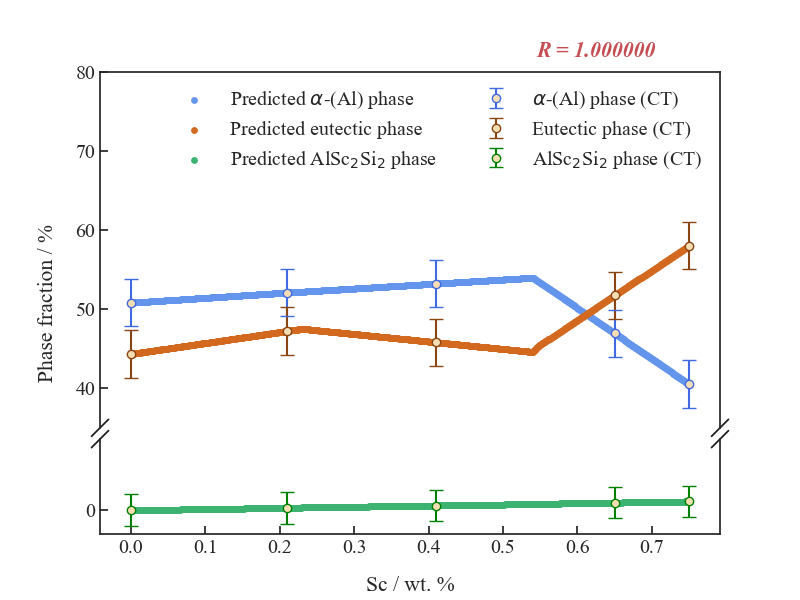 R = 1.000000
80
70
60
50
40
0
Phase fraction / %
Predicted α-(Al) phase
Predicted eutectic phase
Predicted AlSc₂Si₂ phase
α-(Al) phase (CT)
Eutectic phase (CT)
AlSc₂Si₂ phase (CT)
0.0 0.1 0.2 0.3 0.4 0.5 0.6 0.7
Sc / wt. %